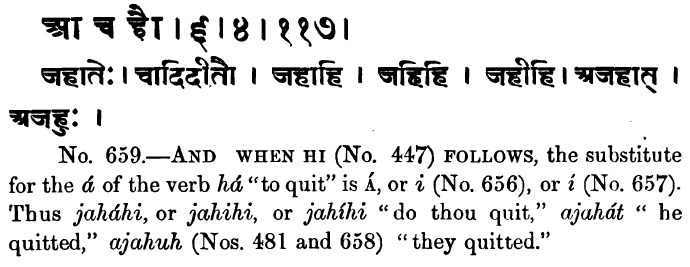 आ च हौ । ६ । ४ । ११७ ।
जहातेः । चादिदीतौ । जहाहि । जहिहि । जहीहि । अजहात् ।
अजहुः ।
No. 659.—AND WHEN HI (No. 447) FOLLOWS, the substitute
for the á of the verb há “to quit” is Á, or i (No. 656), or í (No. 657).
Thus jaháhi, or jahihi, or jahíhi “do thou quit,” ajahát “ he
quitted,” ajahuh (Nos. 481 and 658) “they quitted.”